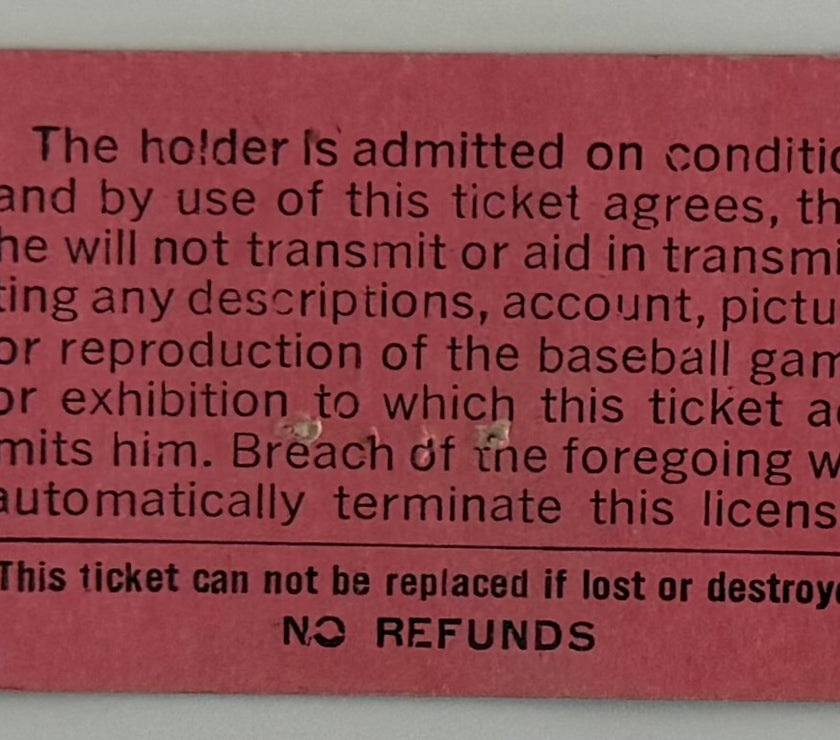 The holder is admitted on conditio
and by use of this ticket agrees, th
he will not transmit or aid in transmi
ting any descriptions, account, pictu
or reproduction of the baseball gam
or exhibition to which this ticket a
mits him. Breach of the foregoing w
automatically terminate this licens
This ticket can not be replaced if lost or destroye
NO REFUNDS